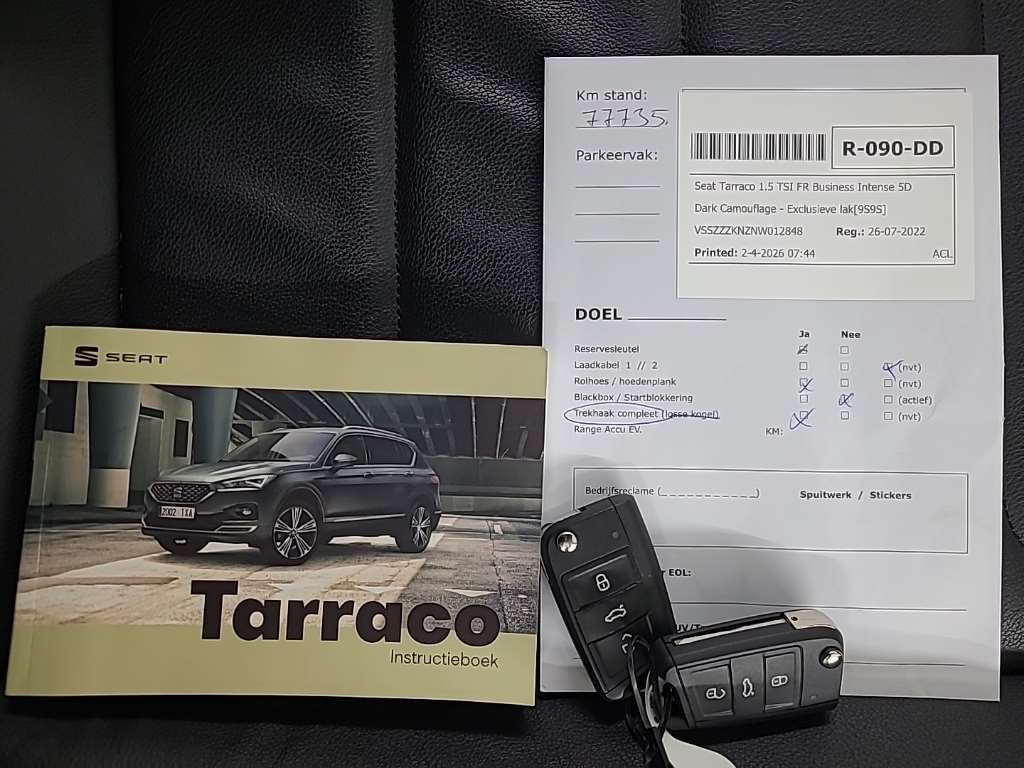 Km stand:
77735.
Parkeervak:
R-090-DD
Seat Tarraco 1.5 TSI FR Business Intense 5D
Dark Camouflage - Exclusieve lak[9S9S]
VSSZZZKNZNW012848 Reg.: 26-07-2022
Printed: 2-4-2026 07:44 ACL
DOEL
Ja Nee
Reservesleutel
Laadkabel 1 // 2 (nvt)
Rolhoes / hoedenplank (nvt)
Blackbox / Startblokkering (actief)
Trekhaak compleet (losse kogel) (nvt)
Range Accu EV. KM:
Bedrijfsreclame (_ _ _ _ _ _ _ _ _ _ _) Spuitwerk / Stickers
EOL:
SEAT
2002 TXA
Tarraco
Instructieboek